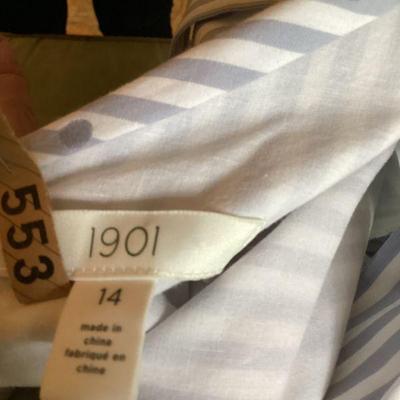 553
1901
14
made in
china
fabriqué en
chine